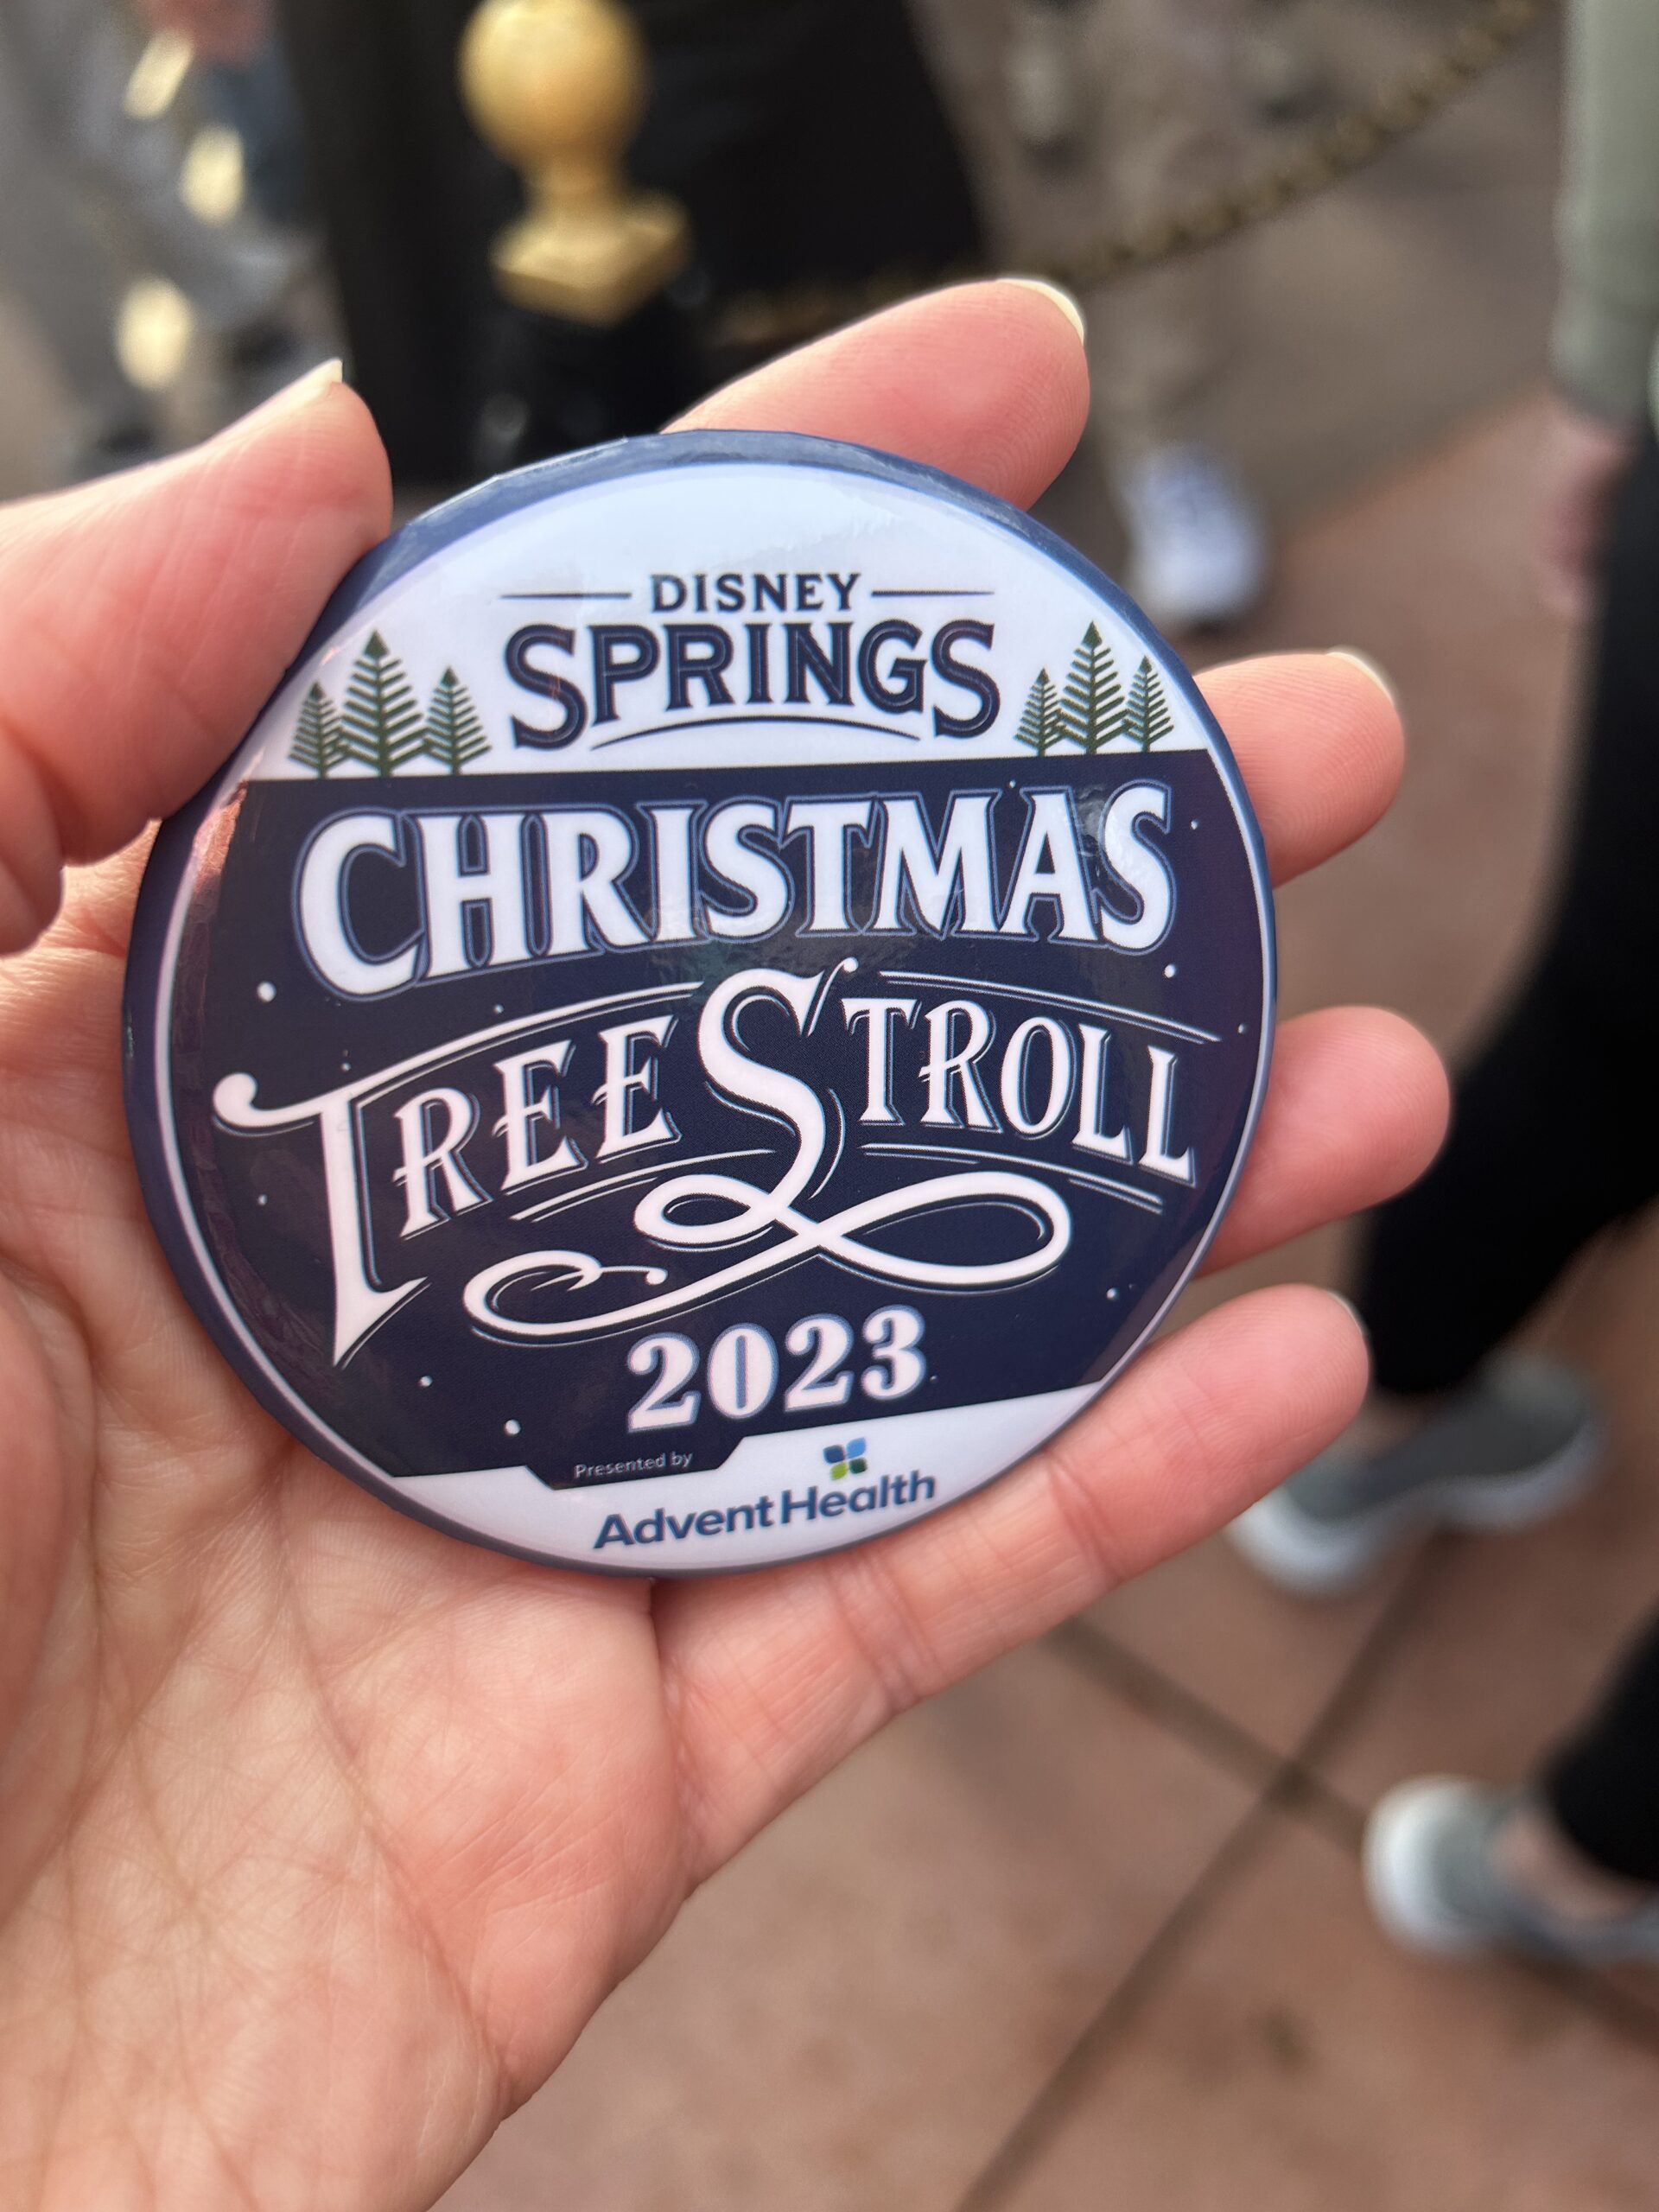 DISNEY
SPRINGS
CHRISTMAS
TREE STROLL
2023
Presented by
AdventHealth